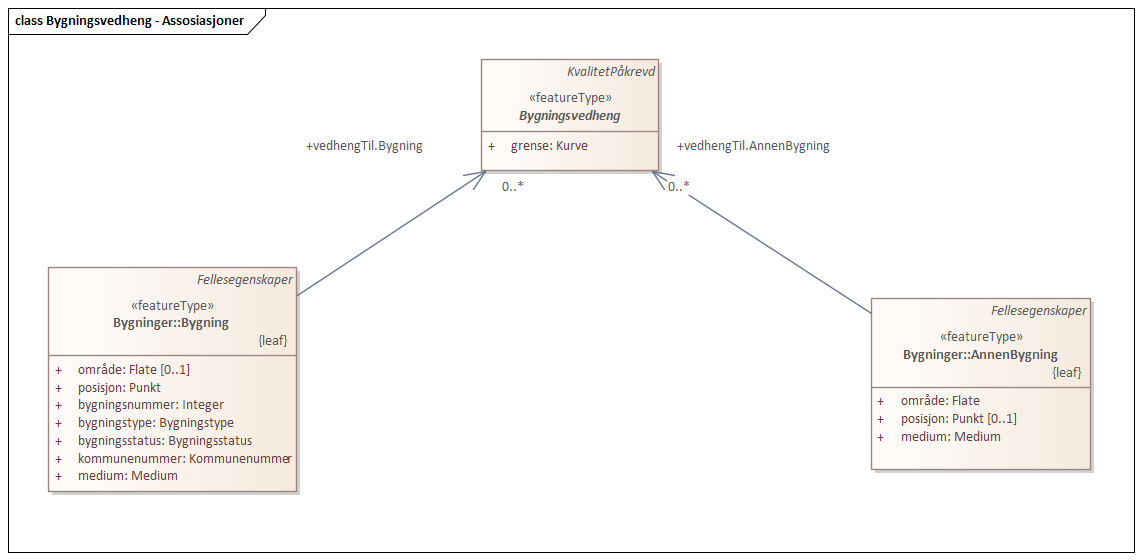 class Bygningsvedheng - Assosiasjoner
KvalitetPåkrevd
«featureType»
Bygningsvedheng
+ grense: Kurve
+vedhengTil.Bygning
+vedhengTil.AnnenBygning
0..*
0..*
Fellesegenskaper
«featureType»
Bygninger::Bygning
{leaf}
+ område: Flate [0..1]
+ posisjon: Punkt
+ bygningsnummer: Integer
+ bygningstype: Bygningstype
+ bygningsstatus: Bygningsstatus
+ kommunenummer: Kommunenummer
+ medium: Medium
Fellesegenskaper
«featureType»
Bygninger::AnnenBygning
{leaf}
+ område: Flate
+ posisjon: Punkt [0..1]
+ medium: Medium